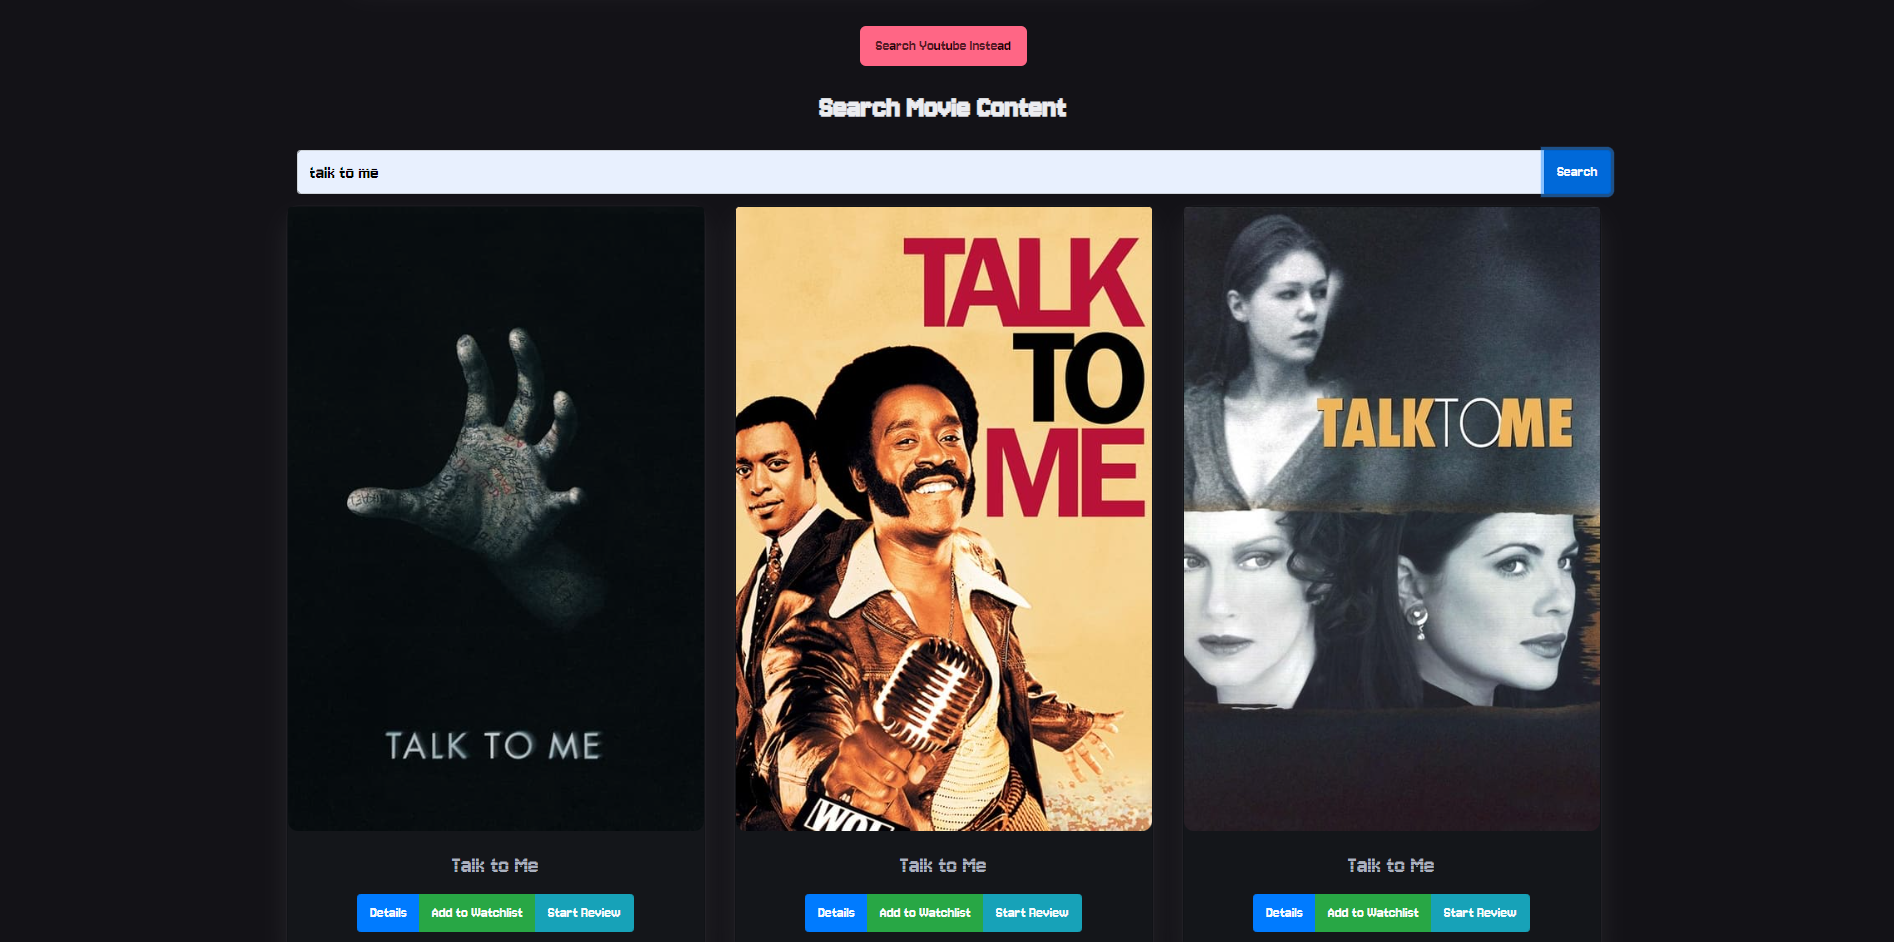 Search Youtube Instead
Search Movie Content
talk to me
Search
TALK TO ME
TALK
TO
ME
TALKTOME
Talk to Me
Talk to Me
Talk to Me
Details Add to Watchlist Start Review
Details Add to Watchlist Start Review
Details Add to Watchlist Start Review